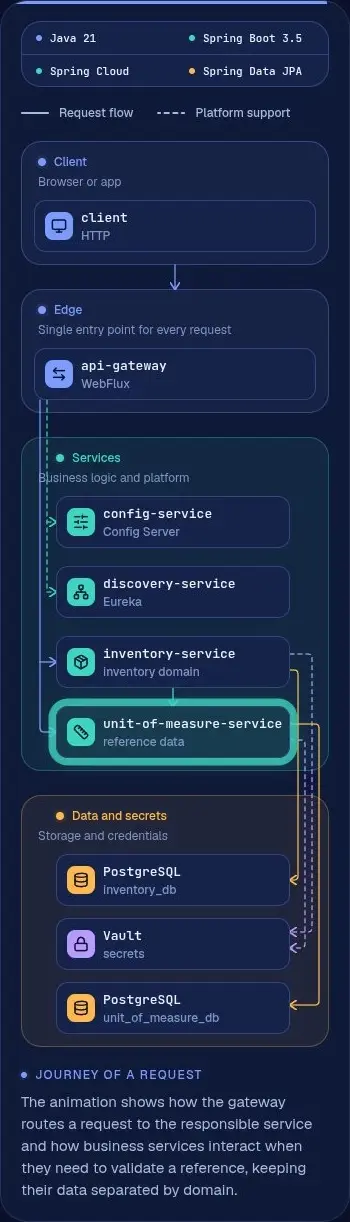 Java 21
Spring Boot 3.5
Spring Cloud
Spring Data JPA
Request flow
Platform support
Client
Browser or app
client
HTTP
Edge
Single entry point for every request
api-gateway
WebFlux
Services
Business logic and platform
config-service
Config Server
discovery-service
Eureka
inventory-service
Inventory domain
unit-of-measure-service
reference data
Data and secrets
Storage and credentials
PostgreSQL
inventory_db
Vault
secrets
PostgreSQL
unit_of_measure_db
JOURNEY OF A REQUEST
The animation shows how the gateway
routes a request to the responsible service
and how business services interact when
they need to validate a reference, keeping
their data separated by domain.